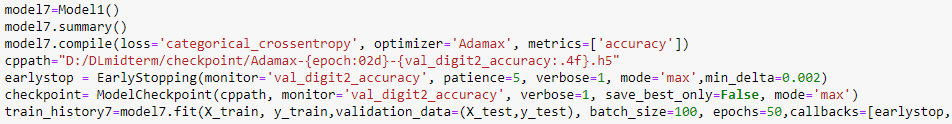 model7=Model1()
model7.summary()
model7.compile(loss='categorical_crossentropy', optimizer='Adamax', metrics=['accuracy'])
cppath="D:/DLmidterm/checkpoint/Adamax-{epoch:02d}-{val_digit2_accuracy:.4f}.h5"
earlystop = EarlyStopping(monitor='val_digit2_accuracy', patience=5, verbose=1, mode='max',min_delta=0.002)
checkpoint= ModelCheckpoint(cppath, monitor='val_digit2_accuracy', verbose=1, save_best_only=False, mode='max')
train_history7=model7.fit(X_train, y_train,validation_data=(X_test,y_test), batch_size=100, epochs=50,callbacks=[earlystop,